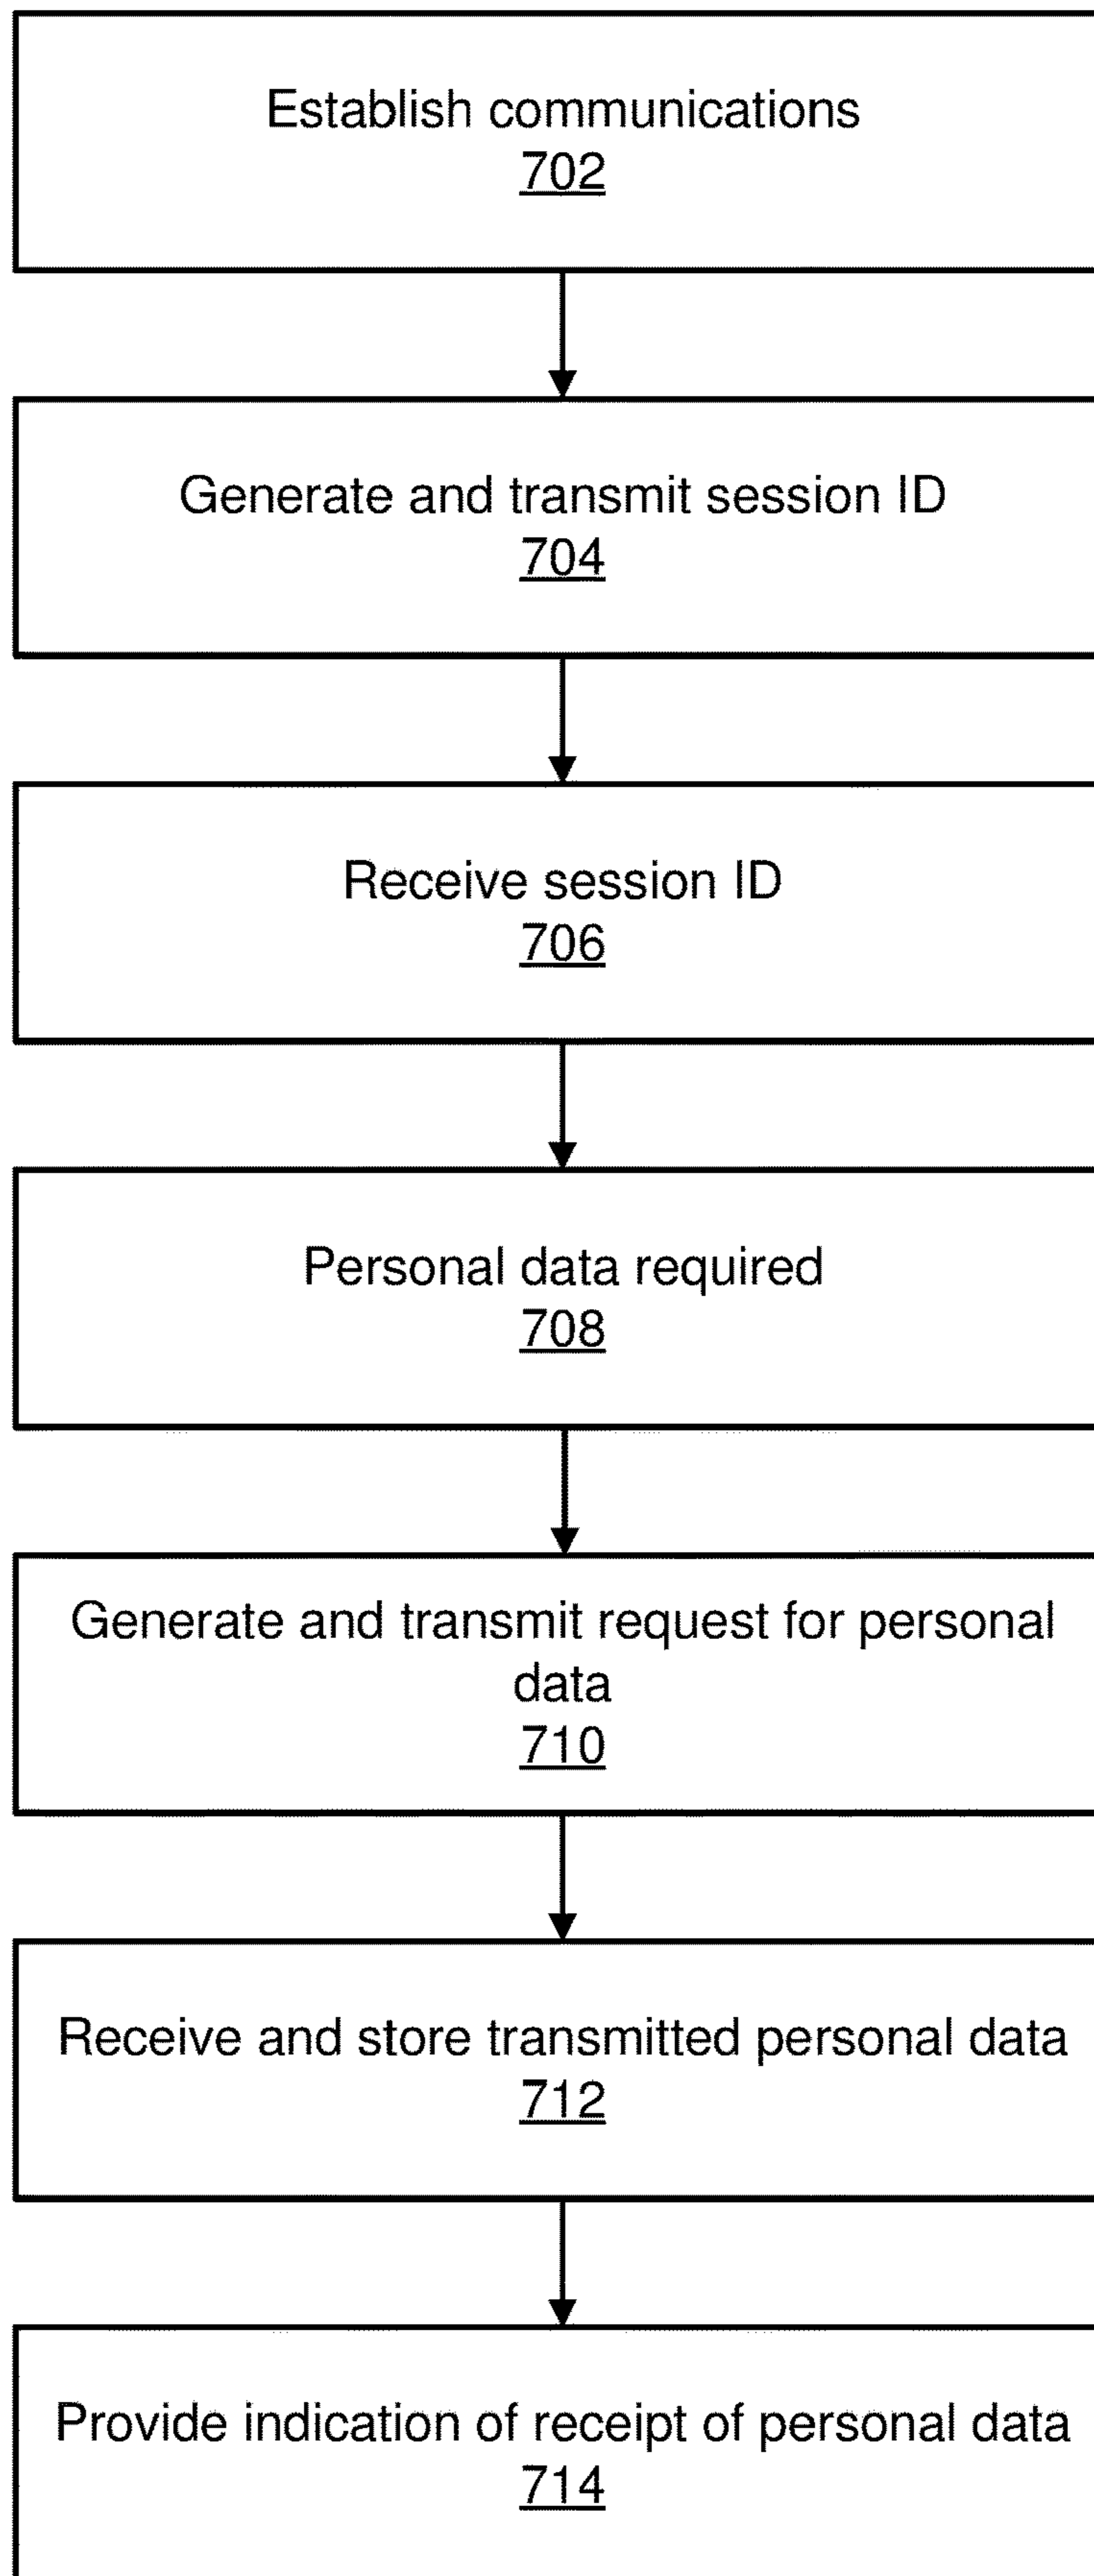 Establish communications
702
Generate and transmit session ID
704
Receive session ID
706
Personal data required
708
Generate and transmit request for personal
data
710
Receive and store transmitted personal data
712
Provide indication of receipt of personal data
714